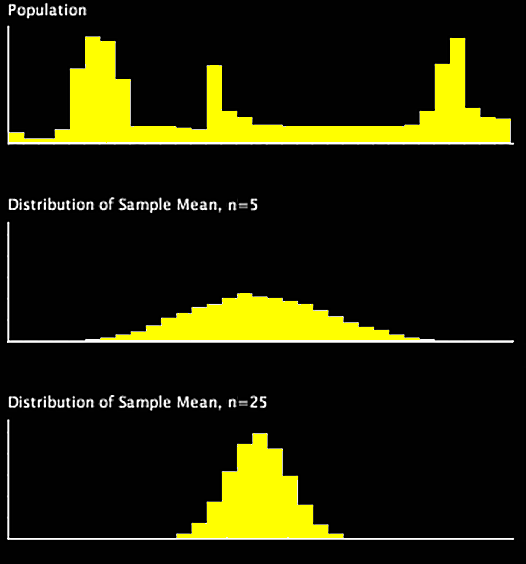 Population
Distribution of Sample Mean, n=5
Distribution of Sample Mean, n=25